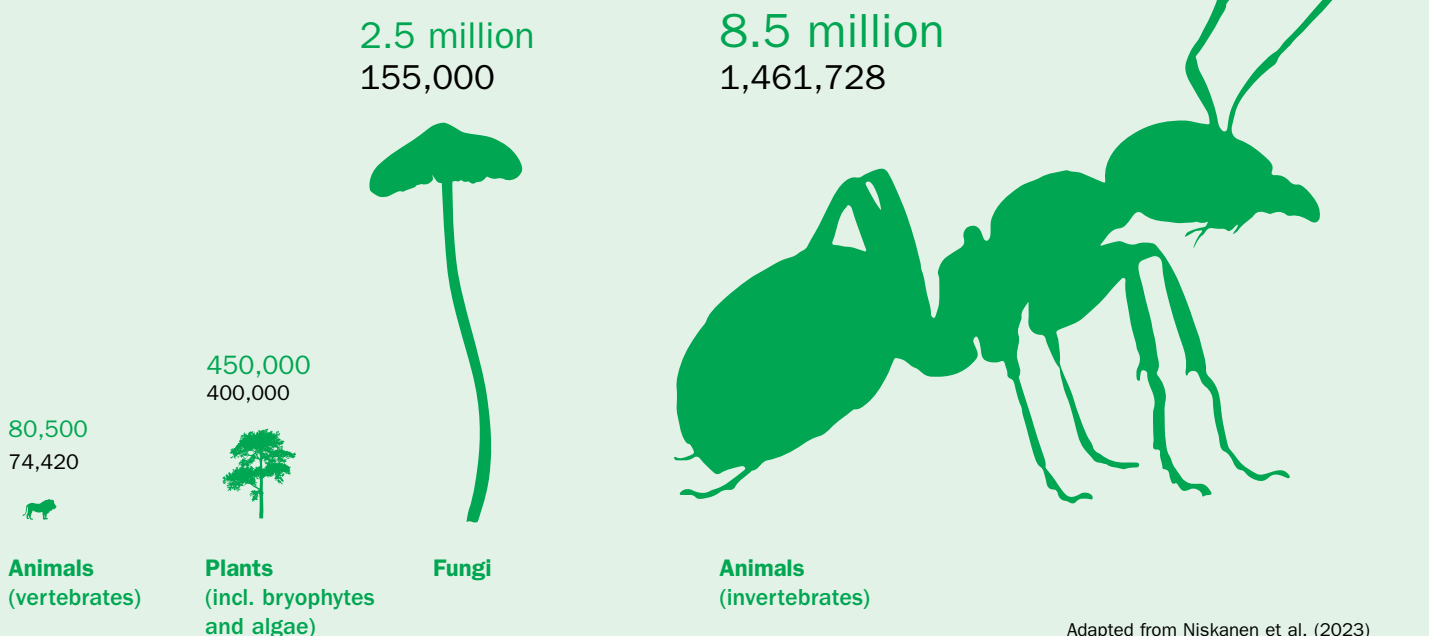 2.5 million
155,000
8.5 million
1,461,728
450,000
400,000
80,500
74,420
Animals
(vertebrates)
Plants
(incl. bryophytes
and algae)
Fungi
Animals
(invertebrates)
Adapted from Niskanen et al. (2023)